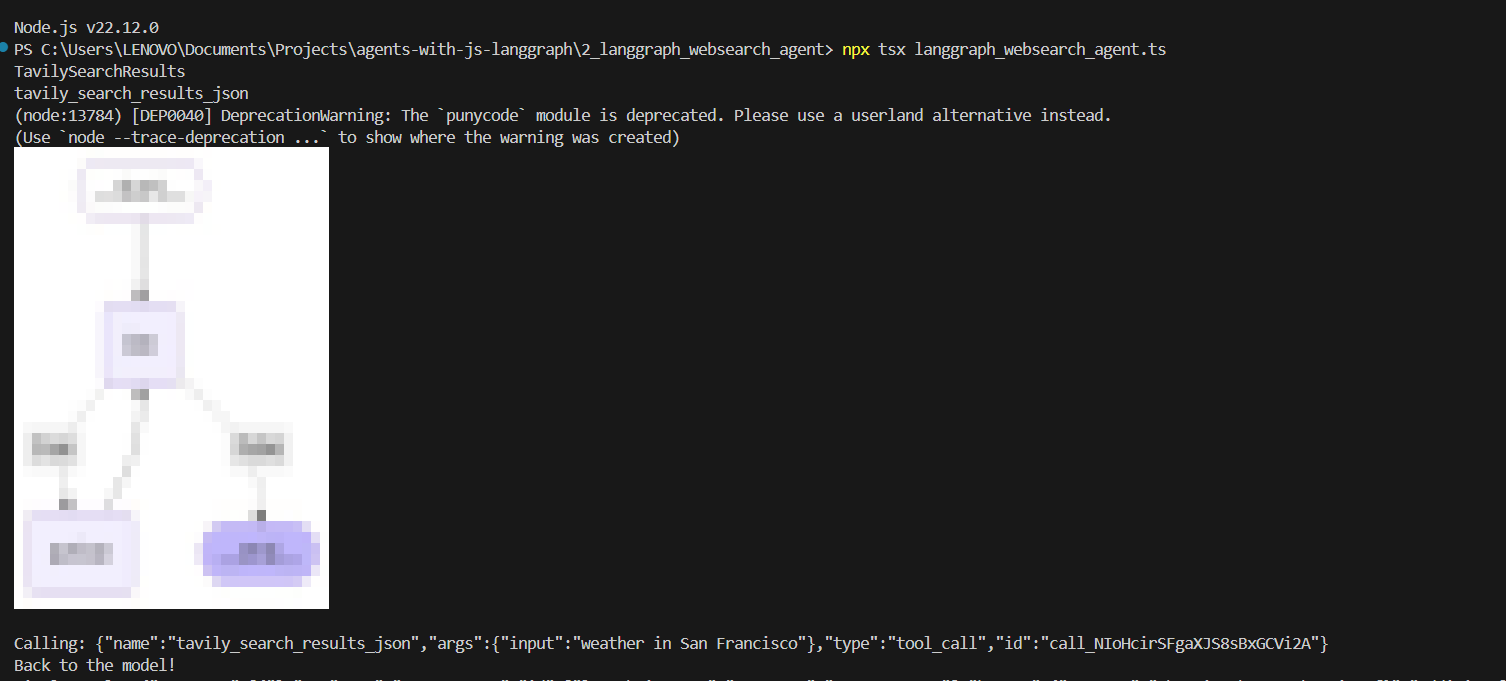 Node.js v22.12.0
PS C:\Users\LENOVO\Documents\Projects\agents-with-js-langgraph\2_langgraph_websearch_agent> npx tsx langgraph_websearch_agent.ts
TavilySearchResults
tavily_search_results_json
(node:13784) [DEP0040] DeprecationWarning: The `punycode` module is deprecated. Please use a userland alternative instead.
(Use `node --trace-deprecation ...` to show where the warning was created)
Calling: {"name":"tavily_search_results_json","args":{"input":"weather in San Francisco"},"type":"tool_call","id":"call_NIoHcirSFgaXJS8sBxGCVi2A"}
Back to the model!